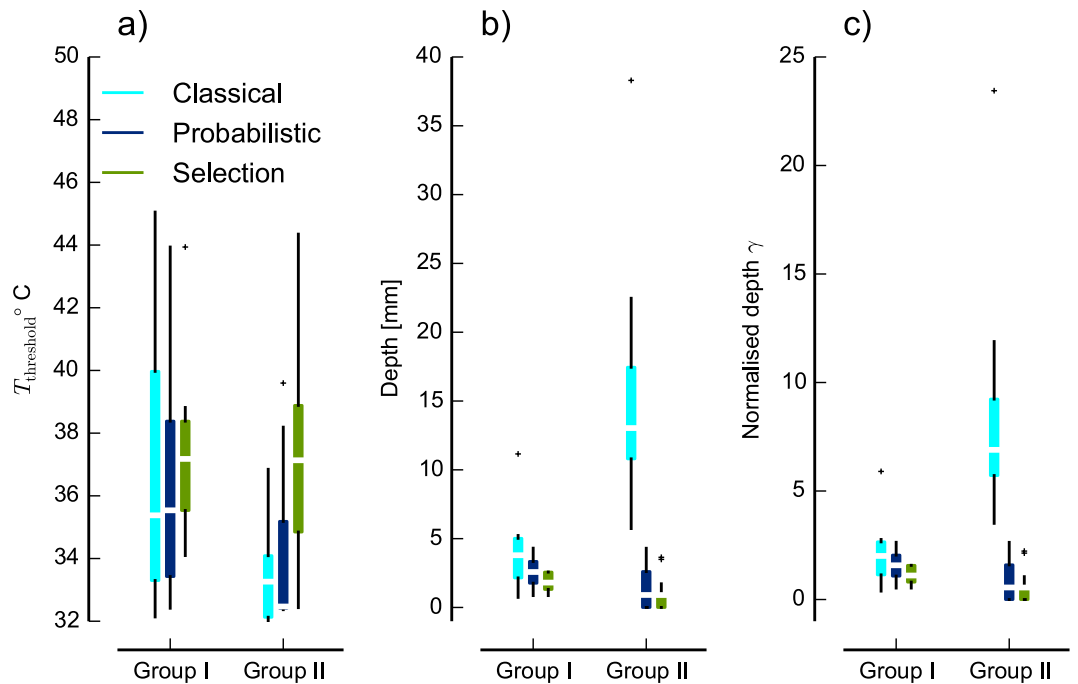 a)
50
48
46
44
42
40
38
36
34
32
T threshold ° C
Classical
Probabilistic
Selection
Group I
Group II
b)
40
35
30
25
20
15
10
5
0
Depth [mm]
Group I
Group II
c)
25
20
15
10
5
0
Normalised depth γ
Group I
Group II